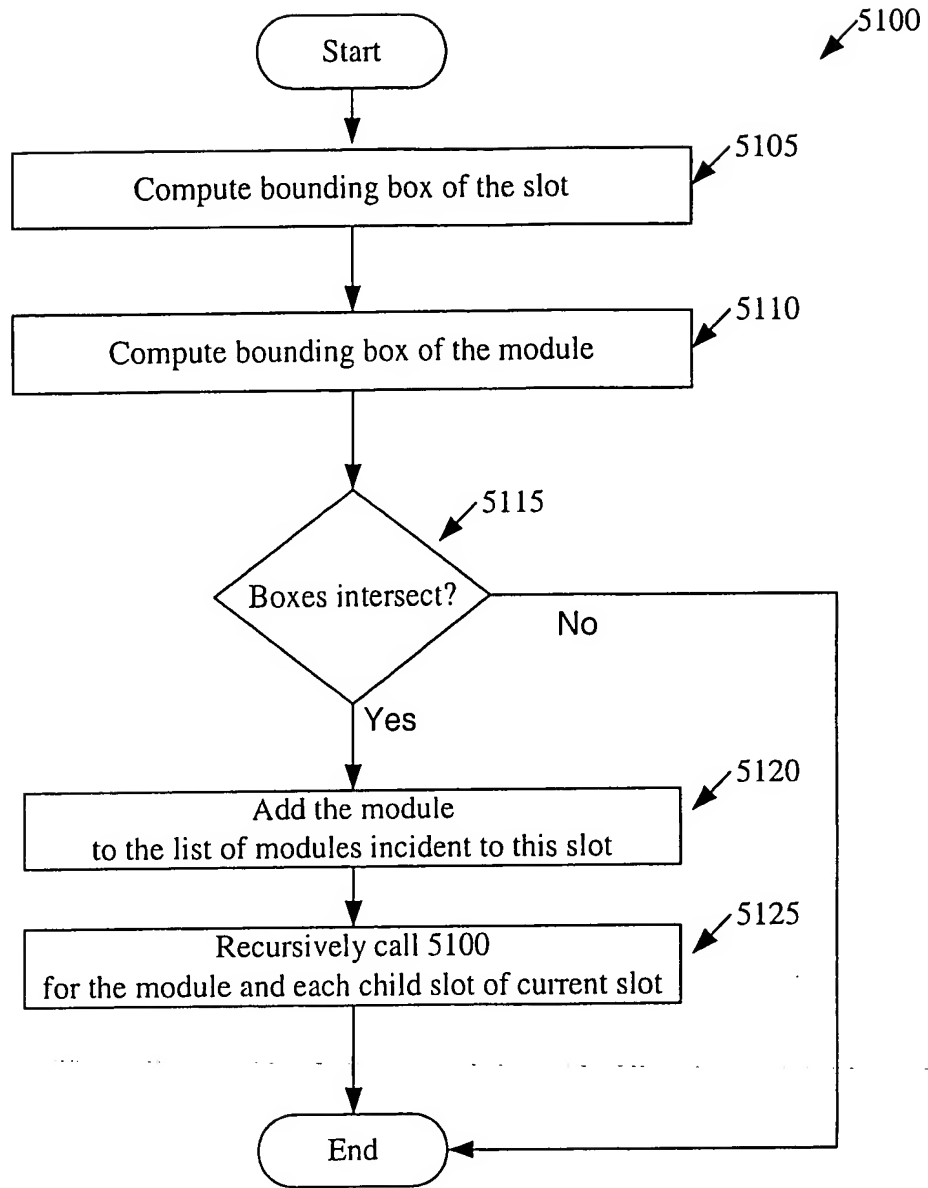 5100
Start
5105
Compute bounding box of the slot
5110
Compute bounding box of the module
5115
Boxes intersect?
No
Yes
5120
Add the module
to the list of modules incident to this slot
5125
Recursively call 5100
for the module and each child slot of current slot
End